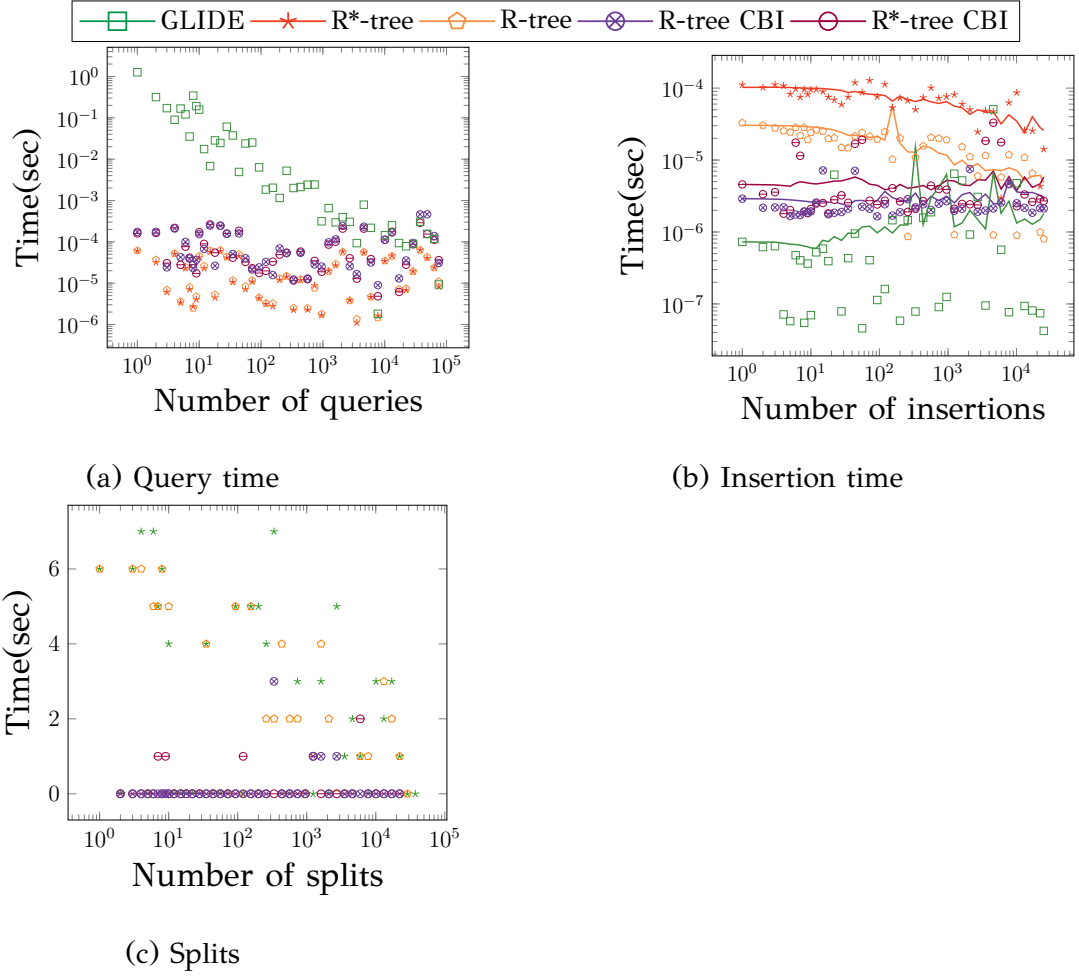 GLIDE R*-tree R-tree R-tree CBI R*-tree CBI
10^0
10^-1
10^-2
10^-3
10^-4
10^-5
10^-6
Time(sec)
10^0 10^1 10^2 10^3 10^4 10^5
Number of queries
(a) Query time
10^-4
10^-5
10^-6
10^-7
Time(sec)
10^0 10^1 10^2 10^3 10^4
Number of insertions
(b) Insertion time
6
4
2
0
Time(sec)
10^0 10^1 10^2 10^3 10^4 10^5
Number of splits
(c) Splits